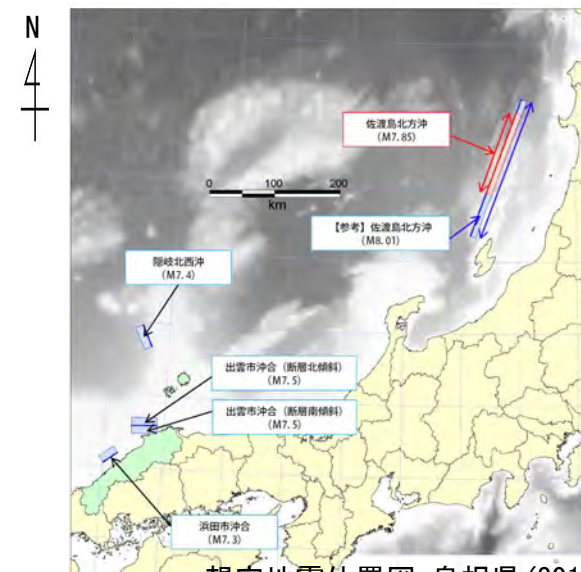 N
佐渡島北方沖
(M7.85)
0 100 200
km
【参考】佐渡島北方沖
(M8.01)
隠岐北西沖
(M7.4)
出雲市沖合（断層北傾斜）
(M7.5)
出雲市沖合（断層南傾斜）
(M7.5)
浜田市沖合
(M7.3)